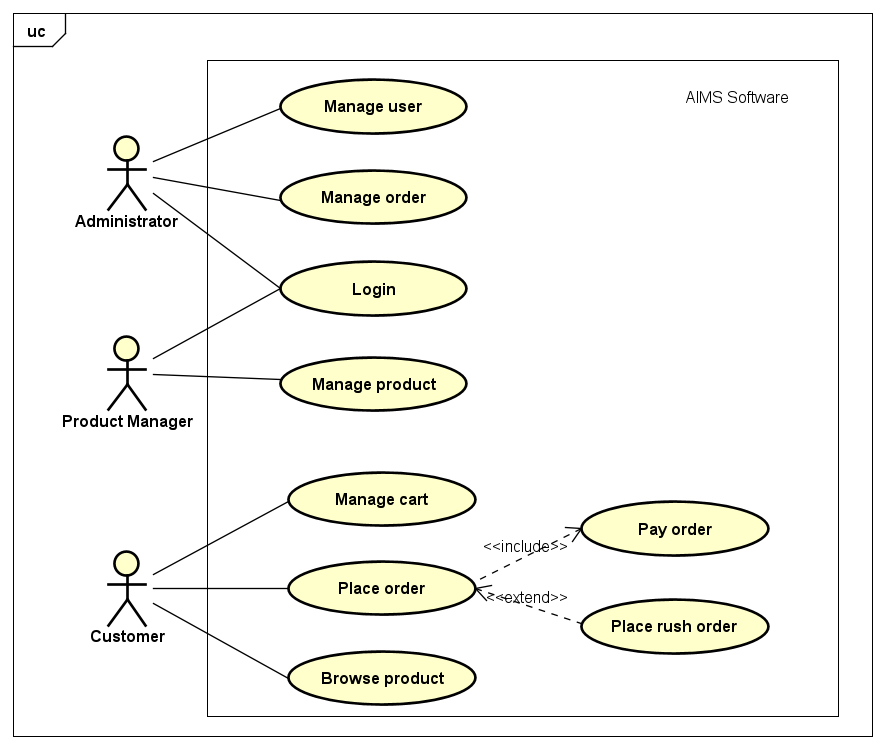 uc
AIMS Software
Manage user
Manage order
Administrator
Login
Manage product
Product Manager
Manage cart
Pay order
<<include>>
Place order
<<extend>>
Place rush order
Customer
Browse product